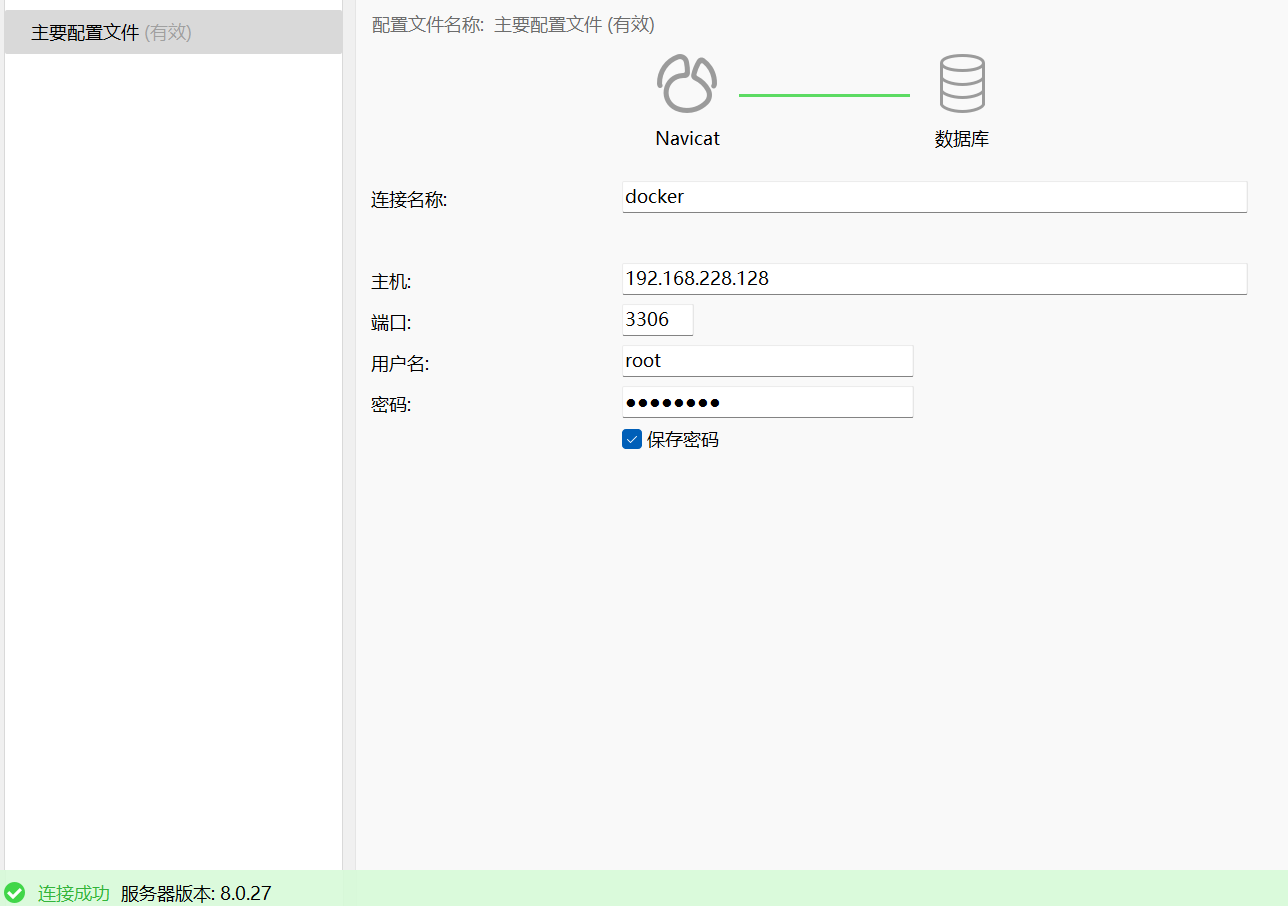 主要配置文件 (有效)
配置文件名称: 主要配置文件 (有效)
Navicat
数据库
连接名称:
docker
主机:
192.168.228.128
端口:
3306
用户名:
root
密码:
●●●●●●●●
保存密码
连接成功 服务器版本: 8.0.27